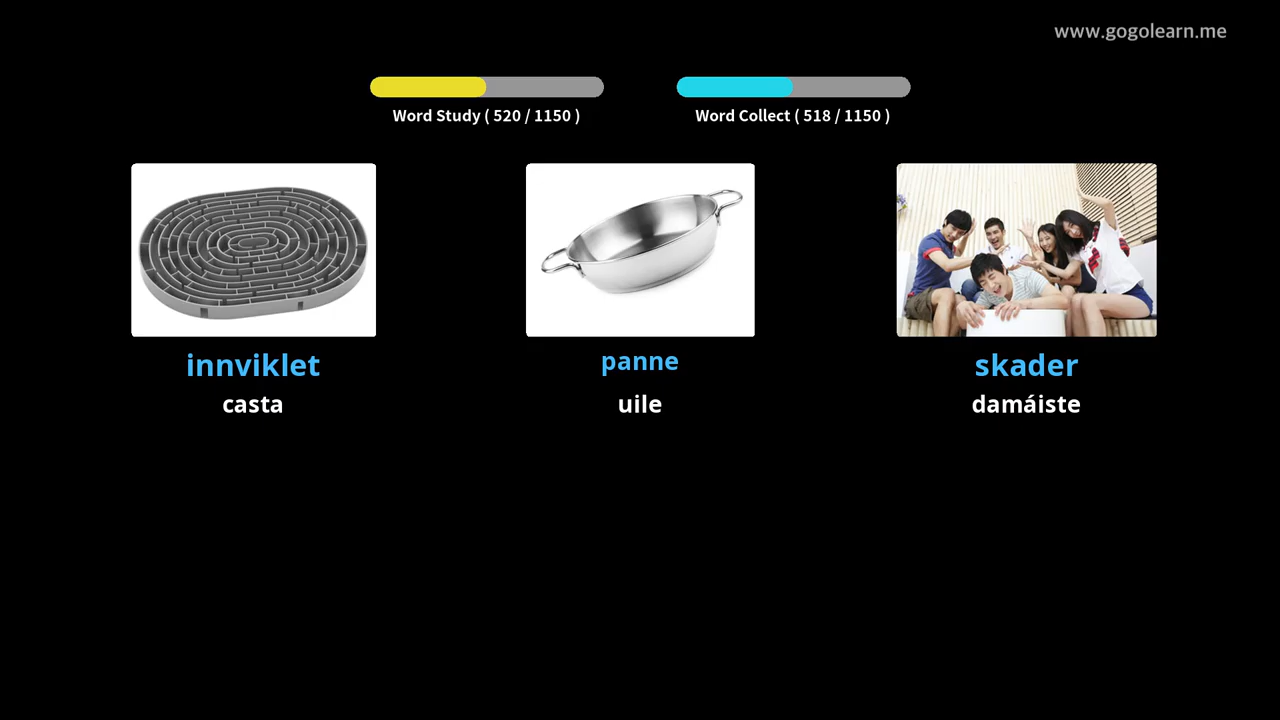 www.gogolearn.me
Word Study ( 520 / 1150 )
Word Collect ( 518 / 1150 )
innviklet
panne
skader
casta
uile
damáiste